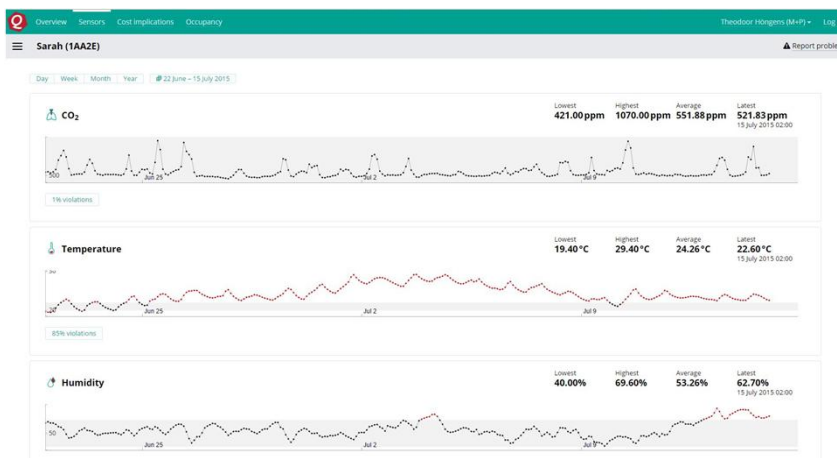 Overview Sensors Cost implications Occupancy Theodoor Höngens (M+P) Log
Sarah (1AA2E) Report proble
Day Week Month Year 22 June – 15 July 2015
CO2 Lowest Highest Average Latest
421.00 ppm 1070.00 ppm 551.88 ppm 521.83 ppm
15 July 2015 02:00
500
Jun 25 Jul 2 Jul 9
1% violations
Temperature Lowest Highest Average Latest
19.40 °C 29.40 °C 24.26 °C 22.60 °C
15 July 2015 02:00
Jun 25 Jul 2 Jul 9
85% violations
Humidity Lowest Highest Average Latest
40.00% 69.60% 53.26% 62.70%
15 July 2015 02:00
50
Jun 25 Jul 2 Jul 9